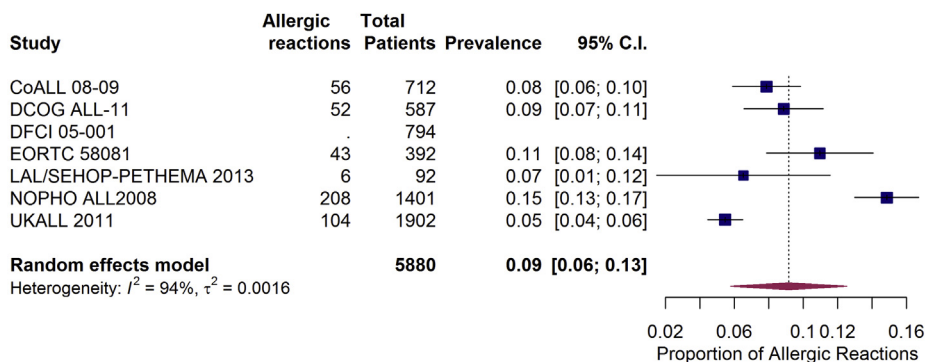 Allergic Total
Study reactions Patients Prevalence 95% C.I.
CoALL 08-09 56 712 0.08 [0.06; 0.10]
DCOG ALL-11 52 587 0.09 [0.07; 0.11]
DFCI 05-001 . 794
EORTC 58081 43 392 0.11 [0.08; 0.14]
LAL/SEHOP-PETHEMA 2013 6 92 0.07 [0.01; 0.12]
NOPHO ALL2008 208 1401 0.15 [0.13; 0.17]
UKALL 2011 104 1902 0.05 [0.04; 0.06]
Random effects model 5880 0.09 [0.06; 0.13]
Heterogeneity: I² = 94%, τ² = 0.0016
0.02 0.06 0.1 0.12 0.16
Proportion of Allergic Reactions